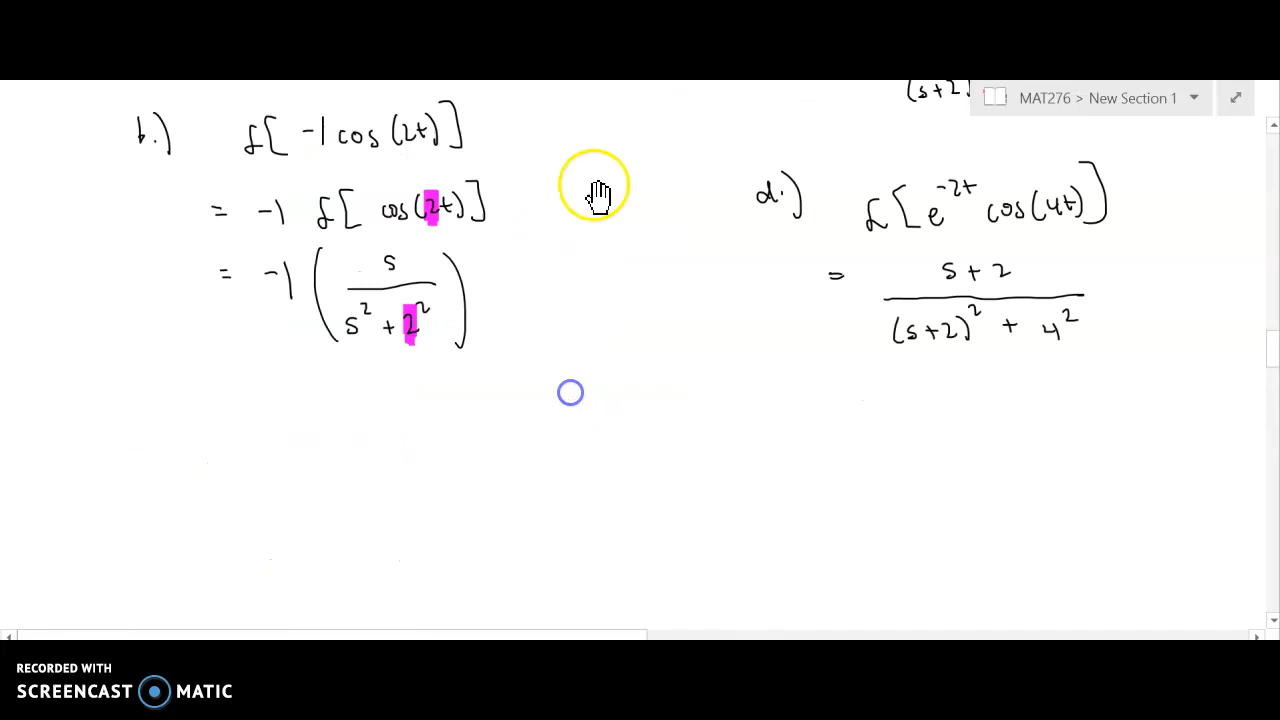 (s+2)
MAT276 > New Section 1
b.) £[ -1 cos(2t)]
= -1 £[ cos(2t)]
= -1 ( s / (s² + 2²) )
d.) £[e^{-2t} cos(4t)]
= (s + 2) / ((s+2)² + 4²)
RECORDED WITH
SCREENCAST MATIC